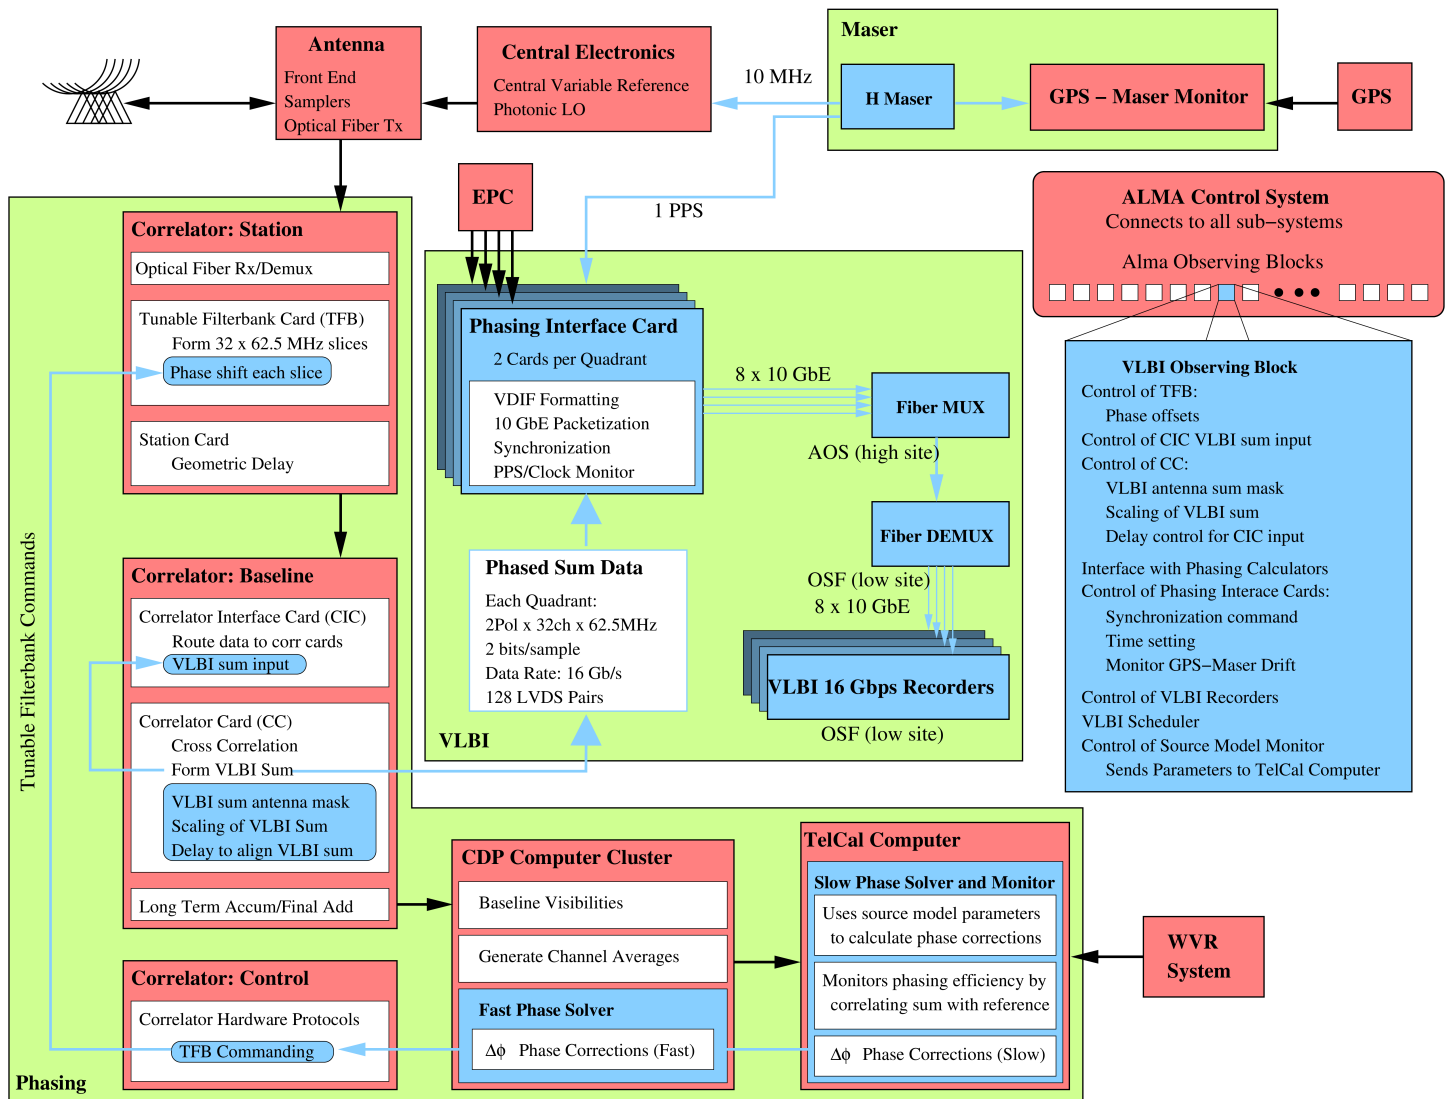 Antenna
Front End
Samplers
Optical Fiber Tx
Central Electronics
Central Variable Reference
Photonic LO
10 MHz
Maser
H Maser
GPS − Maser Monitor
GPS
EPC
1 PPS
ALMA Control System
Connects to all sub−systems
Alma Observing Blocks
Correlator: Station
Optical Fiber Rx/Demux
Tunable Filterbank Card (TFB)
Form 32 x 62.5 MHz slices
Phase shift each slice
Station Card
Geometric Delay
Phasing Interface Card
2 Cards per Quadrant
VDIF Formatting
10 GbE Packetization
Synchronization
PPS/Clock Monitor
8 x 10 GbE
Fiber MUX
AOS (high site)
Fiber DEMUX
OSF (low site)
8 x 10 GbE
VLBI 16 Gbps Recorders
OSF (low site)
Phased Sum Data
Each Quadrant:
2Pol x 32ch x 62.5MHz
2 bits/sample
Data Rate: 16 Gb/s
128 LVDS Pairs
VLBI
VLBI Observing Block
Control of TFB:
Phase offsets
Control of CIC VLBI sum input
Control of CC:
VLBI antenna sum mask
Scaling of VLBI sum
Delay control for CIC input
Interface with Phasing Calculators
Control of Phasing Interace Cards:
Synchronization command
Time setting
Monitor GPS−Maser Drift
Control of VLBI Recorders
VLBI Scheduler
Control of Source Model Monitor
Sends Parameters to TelCal Computer
Tunable Filterbank Commands
Correlator: Baseline
Correlator Interface Card (CIC)
Route data to corr cards
VLBI sum input
Correlator Card (CC)
Cross Correlation
Form VLBI Sum
VLBI sum antenna mask
Scaling of VLBI Sum
Delay to align VLBI sum
Long Term Accum/Final Add
Correlator: Control
Correlator Hardware Protocols
TFB Commanding
Phasing
CDP Computer Cluster
Baseline Visibilities
Generate Channel Averages
Fast Phase Solver
Δϕ Phase Corrections (Fast)
TelCal Computer
Slow Phase Solver and Monitor
Uses source model parameters
to calculate phase corrections
Monitors phasing efficiency by
correlating sum with reference
Δϕ Phase Corrections (Slow)
WVR
System